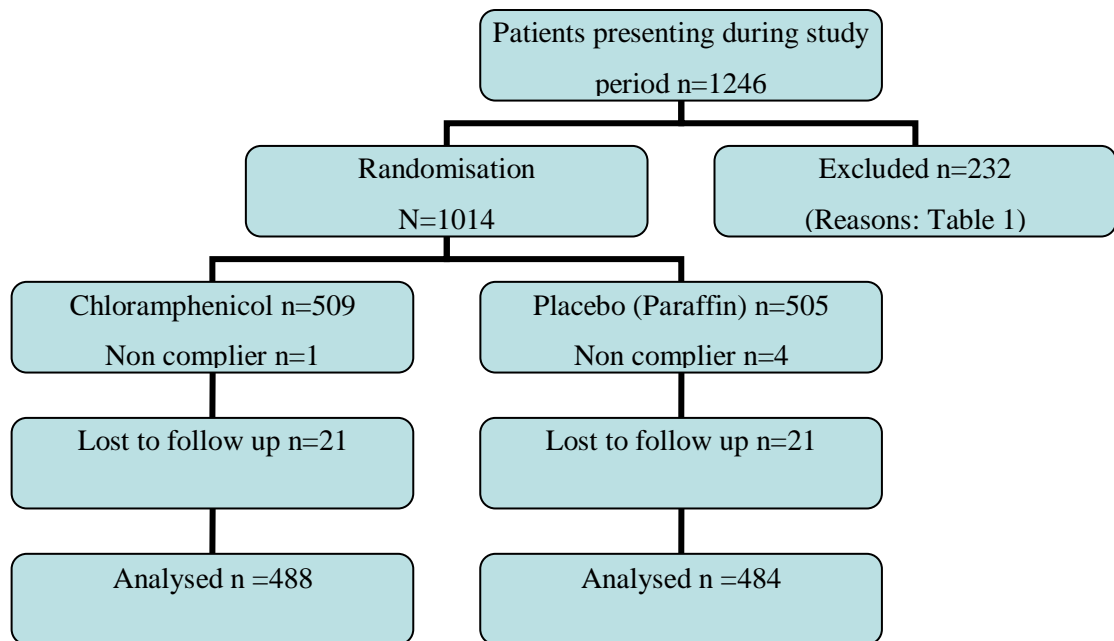 Patients presenting during study
period n=1246
Randomisation
N=1014
Excluded n=232
(Reasons: Table 1)
Chloramphenicol n=509
Non complier n=1
Placebo (Paraffin) n=505
Non complier n=4
Lost to follow up n=21
Lost to follow up n=21
Analysed n =488
Analysed n =484